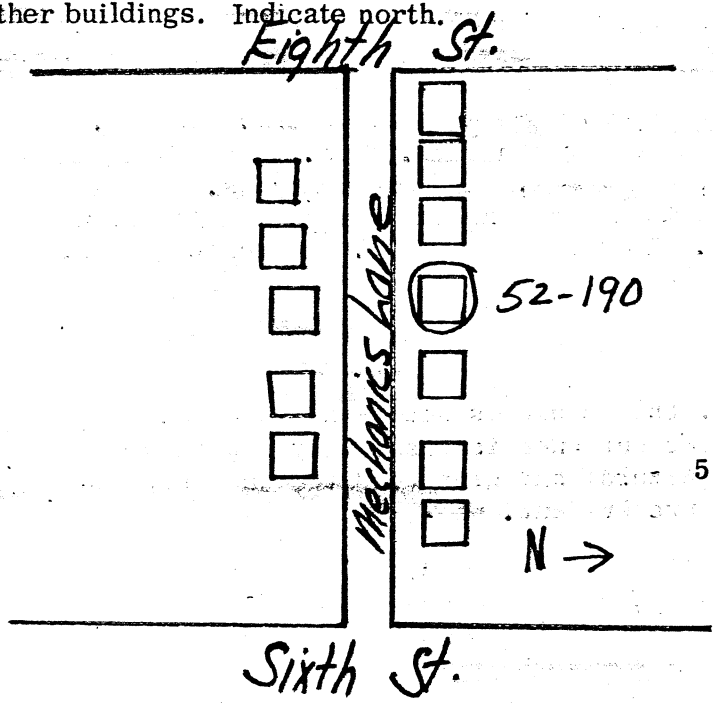 ther buildings. Indicate north.
Eighth St.
Mechanics Lane
52-190
5
N →
Sixth St.